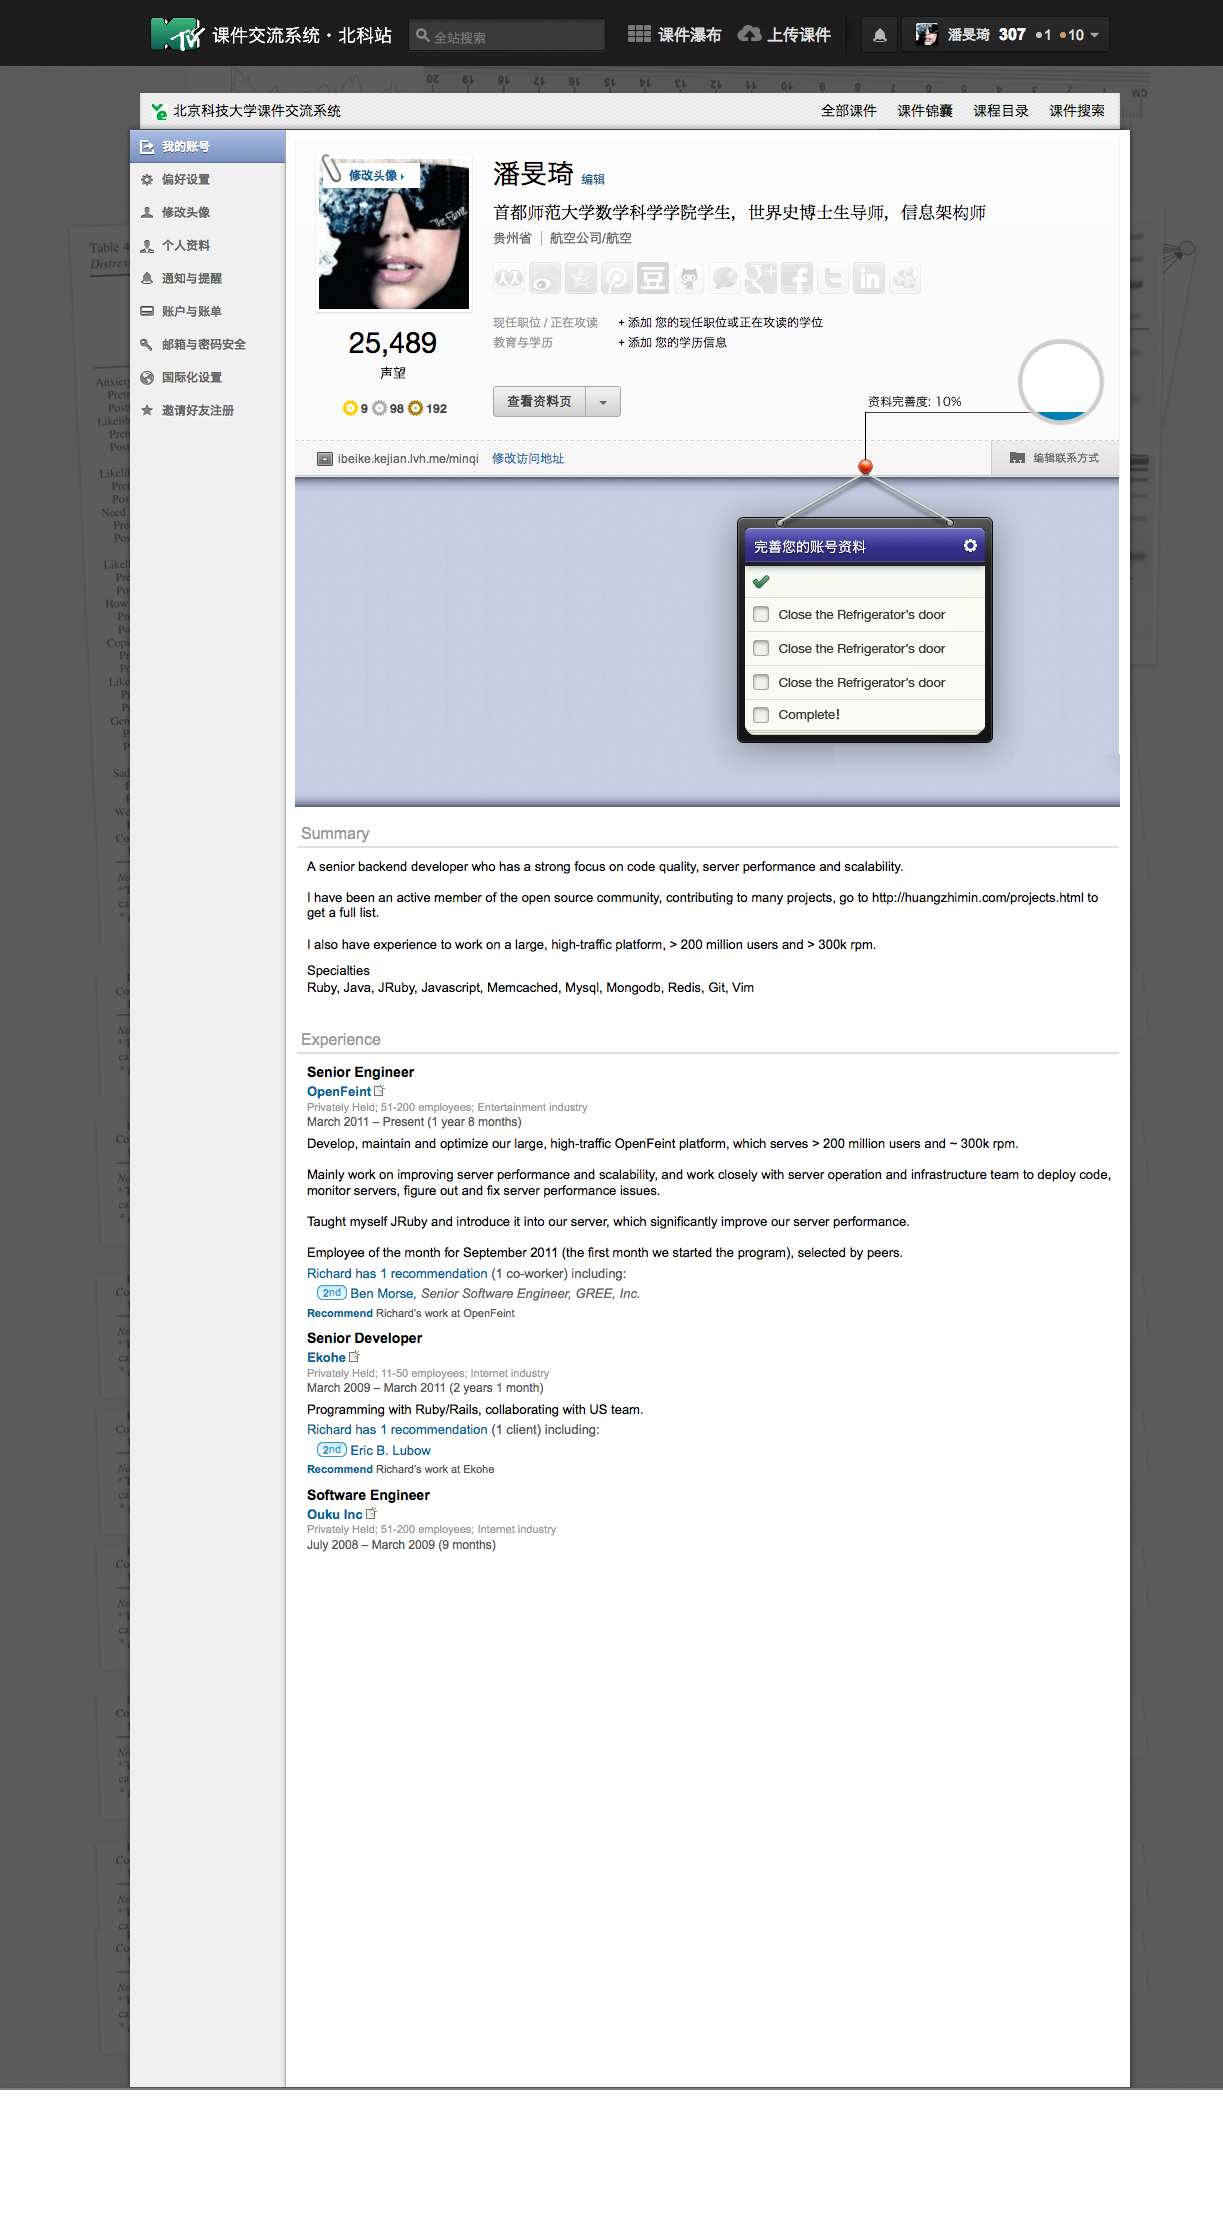 MTV 课件交流系统·北科站 全站搜索 课件瀑布 上传课件 潘旻琦 307 1 10
北京科技大学课件交流系统 全部课件 课件锦囊 课程目录 课件搜索
我的账号
偏好设置
修改头像
个人资料
通知与提醒
账户与账单
邮箱与密码安全
国际化设置
邀请好友注册
修改头像
The Fame
25,489
声望
9 98 192
潘旻琦 编辑
首都师范大学数学科学学院学生，世界史博士生导师，信息架构师
贵州省 航空公司/航空
现任职位 / 正在攻读 + 添加 您的现任职位或正在攻读的学位
教育与学历 + 添加 您的学历信息
查看资料页
资料完善度: 10%
ibeike.kejian.lvh.me/minqi 修改访问地址 编辑联系方式
完善您的账号资料
Close the Refrigerator's door
Close the Refrigerator's door
Close the Refrigerator's door
Complete!
Summary
A senior backend developer who has a strong focus on code quality, server performance and scalability.
I have been an active member of the open source community, contributing to many projects, go to http://huangzhimin.com/projects.html to
get a full list.
I also have experience to work on a large, high-traffic platform, > 200 million users and > 300k rpm.
Specialties
Ruby, Java, JRuby, Javascript, Memcached, Mysql, Mongodb, Redis, Git, Vim
Experience
Senior Engineer
OpenFeint
Privately Held; 51-200 employees; Entertainment industry
March 2011 – Present (1 year 8 months)
Develop, maintain and optimize our large, high-traffic OpenFeint platform, which serves > 200 million users and ~ 300k rpm.
Mainly work on improving server performance and scalability, and work closely with server operation and infrastructure team to deploy code,
monitor servers, figure out and fix server performance issues.
Taught myself JRuby and introduce it into our server, which significantly improve our server performance.
Employee of the month for September 2011 (the first month we started the program), selected by peers.
Richard has 1 recommendation (1 co-worker) including:
2nd Ben Morse, Senior Software Engineer, GREE, Inc.
Recommend Richard's work at OpenFeint
Senior Developer
Ekohe
Privately Held; 11-50 employees; Internet industry
March 2009 – March 2011 (2 years 1 month)
Programming with Ruby/Rails, collaborating with US team.
Richard has 1 recommendation (1 client) including:
2nd Eric B. Lubow
Recommend Richard's work at Ekohe
Software Engineer
Ouku Inc
Privately Held; 51-200 employees; Internet industry
July 2008 – March 2009 (9 months)